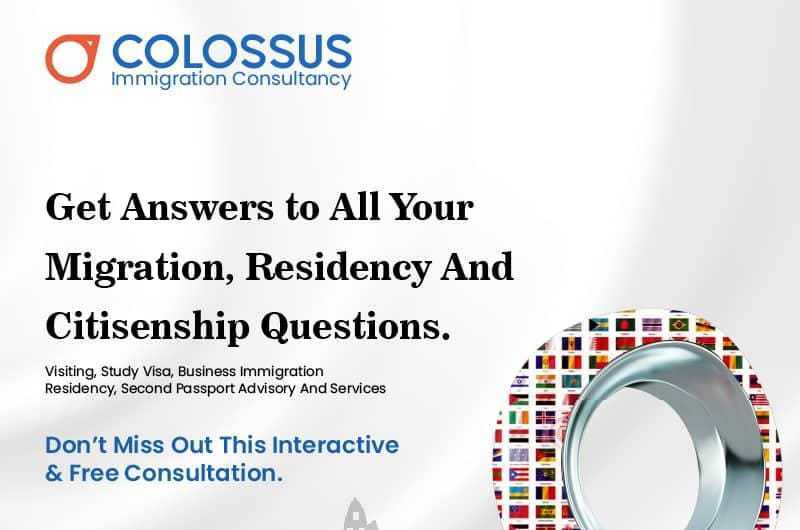 COLOSSUS
Immigration Consultancy
Get Answers to All Your
Migration, Residency And
Citisenship Questions.
Visiting, Study Visa, Business Immigration
Residency, Second Passport Advisory And Services
Don’t Miss Out This Interactive
& Free Consultation.